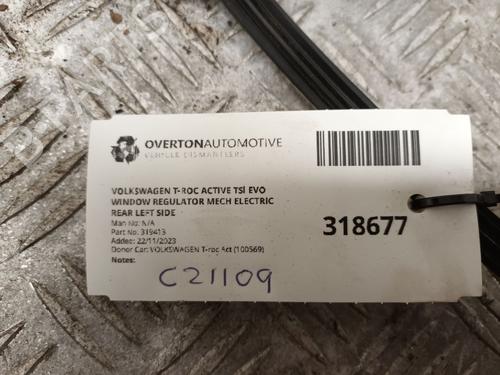 OVERTONAUTOMOTIVE
VEHICLE DISMANTLERS
VOLKSWAGEN T-ROC ACTIVE TSI EVO
WINDOW REGULATOR MECH ELECTRIC
REAR LEFT SIDE
Man No: N/A
Part No: 319413
Added: 22/11/2023
Donor Car: VOLKSWAGEN T-roc Act (100569)
Notes:
C21109
318677